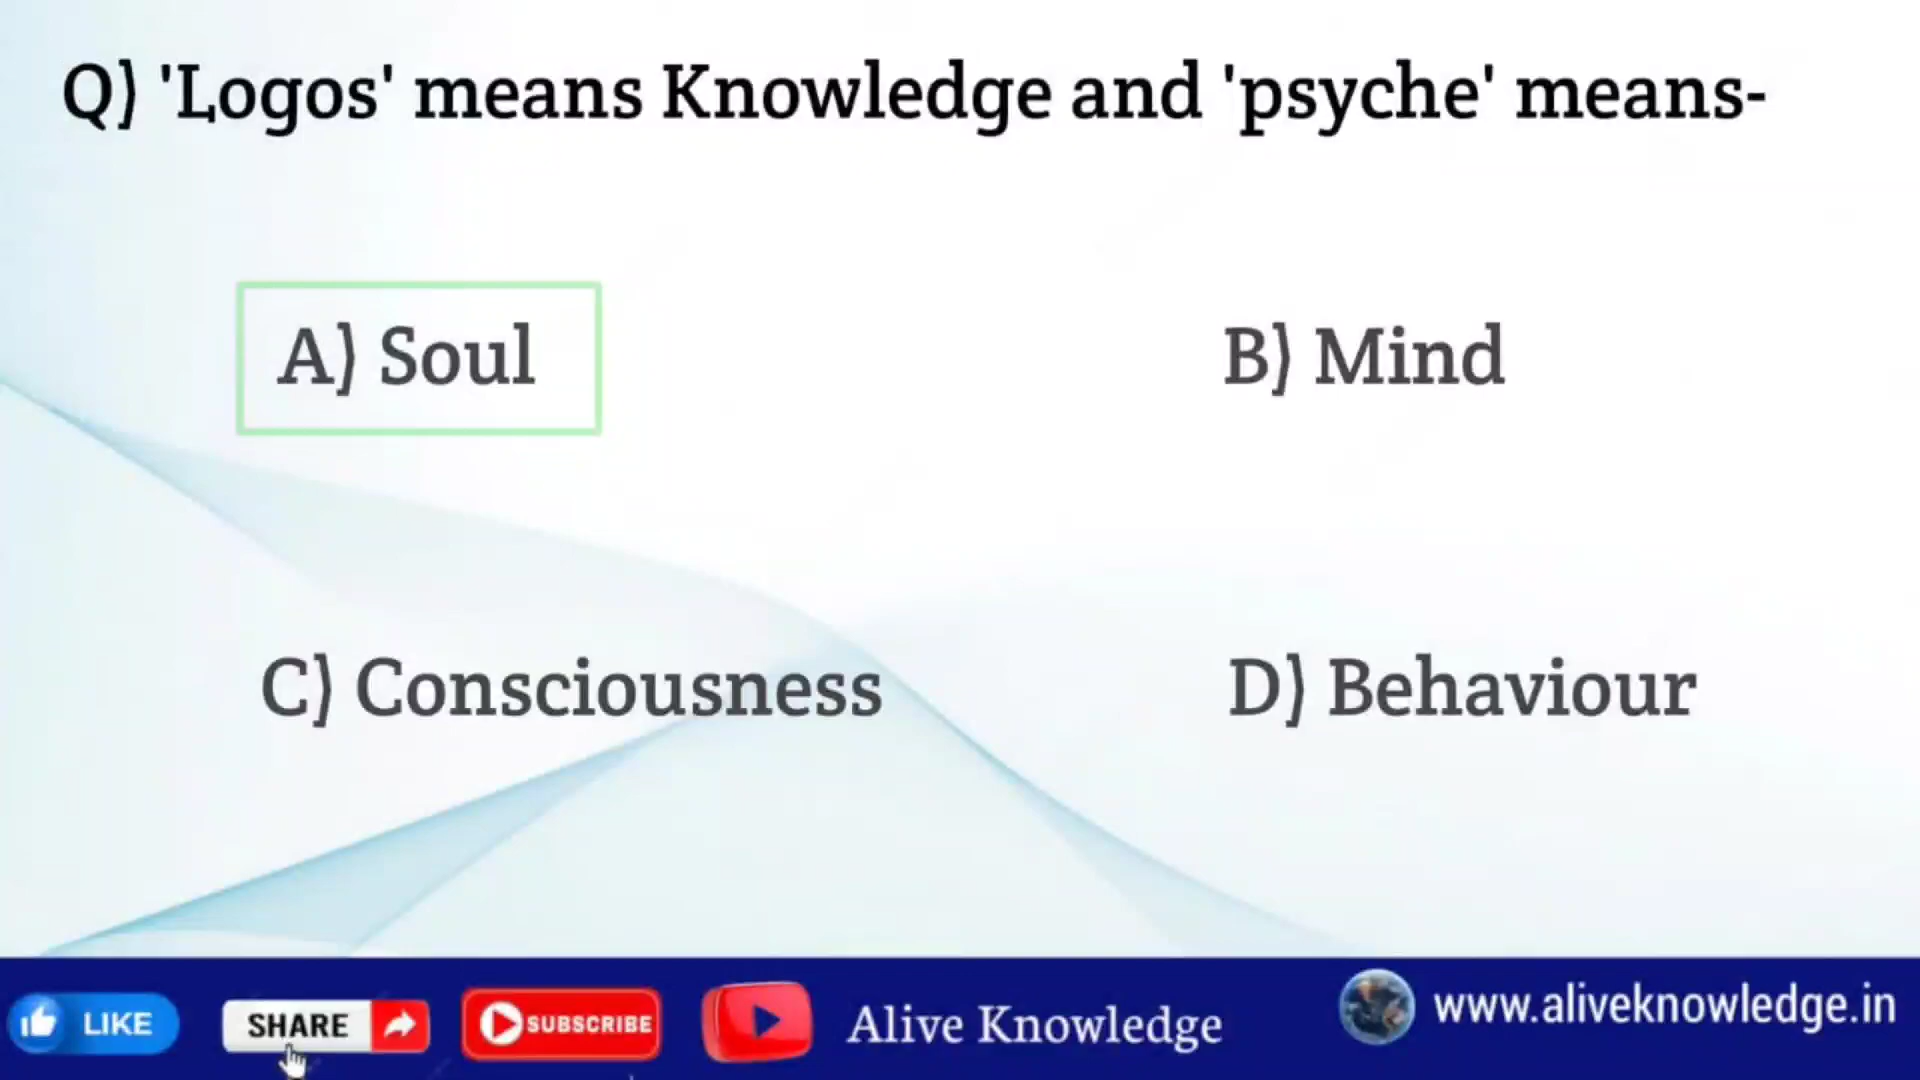 Q) 'Logos' means Knowledge and 'psyche' means-
A) Soul
B) Mind
C) Consciousness
D) Behaviour
LIKE
SHARE
SUBSCRIBE
Alive Knowledge
www.aliveknowledge.in